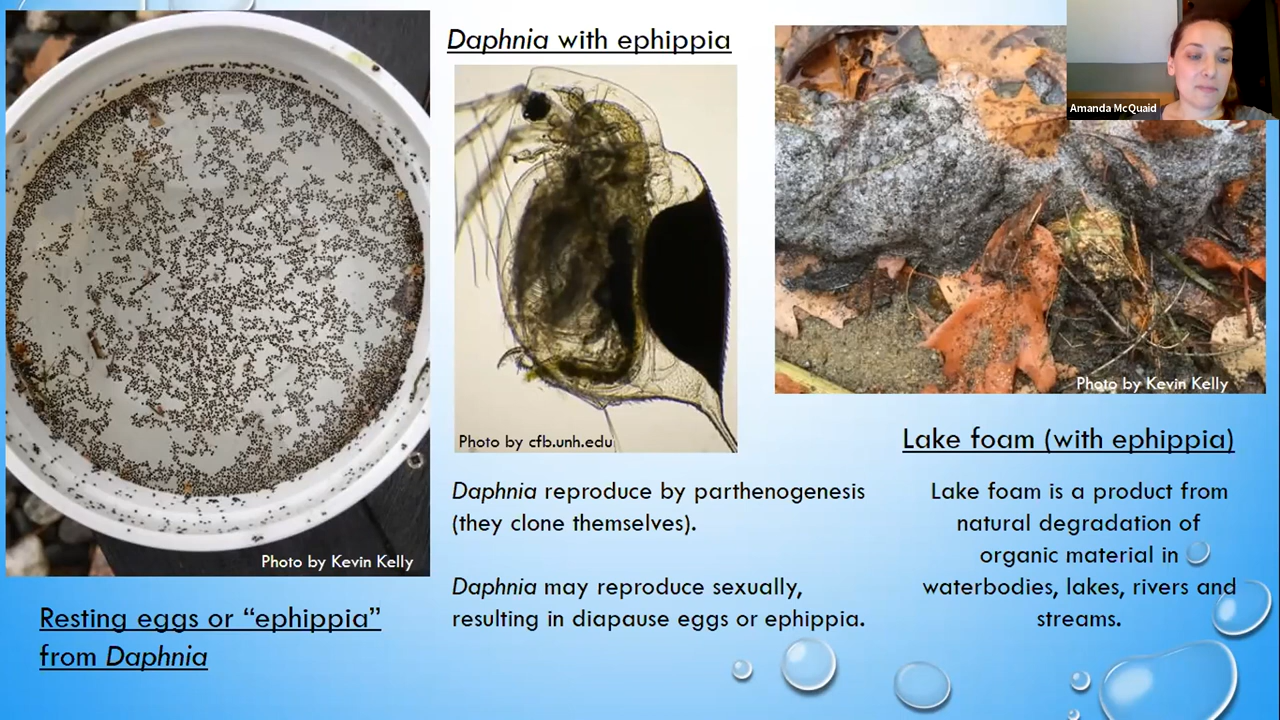 Daphnia with ephippia
Amanda McQuaid
Photo by Kevin Kelly
Photo by cfb.unh.edu
Photo by Kevin Kelly
Resting eggs or “ephippia”
from Daphnia
Daphnia reproduce by parthenogenesis
(they clone themselves).
Daphnia may reproduce sexually,
resulting in diapause eggs or ephippia.
Lake foam (with ephippia)
Lake foam is a product from
natural degradation of
organic material in
waterbodies, lakes, rivers and
streams.